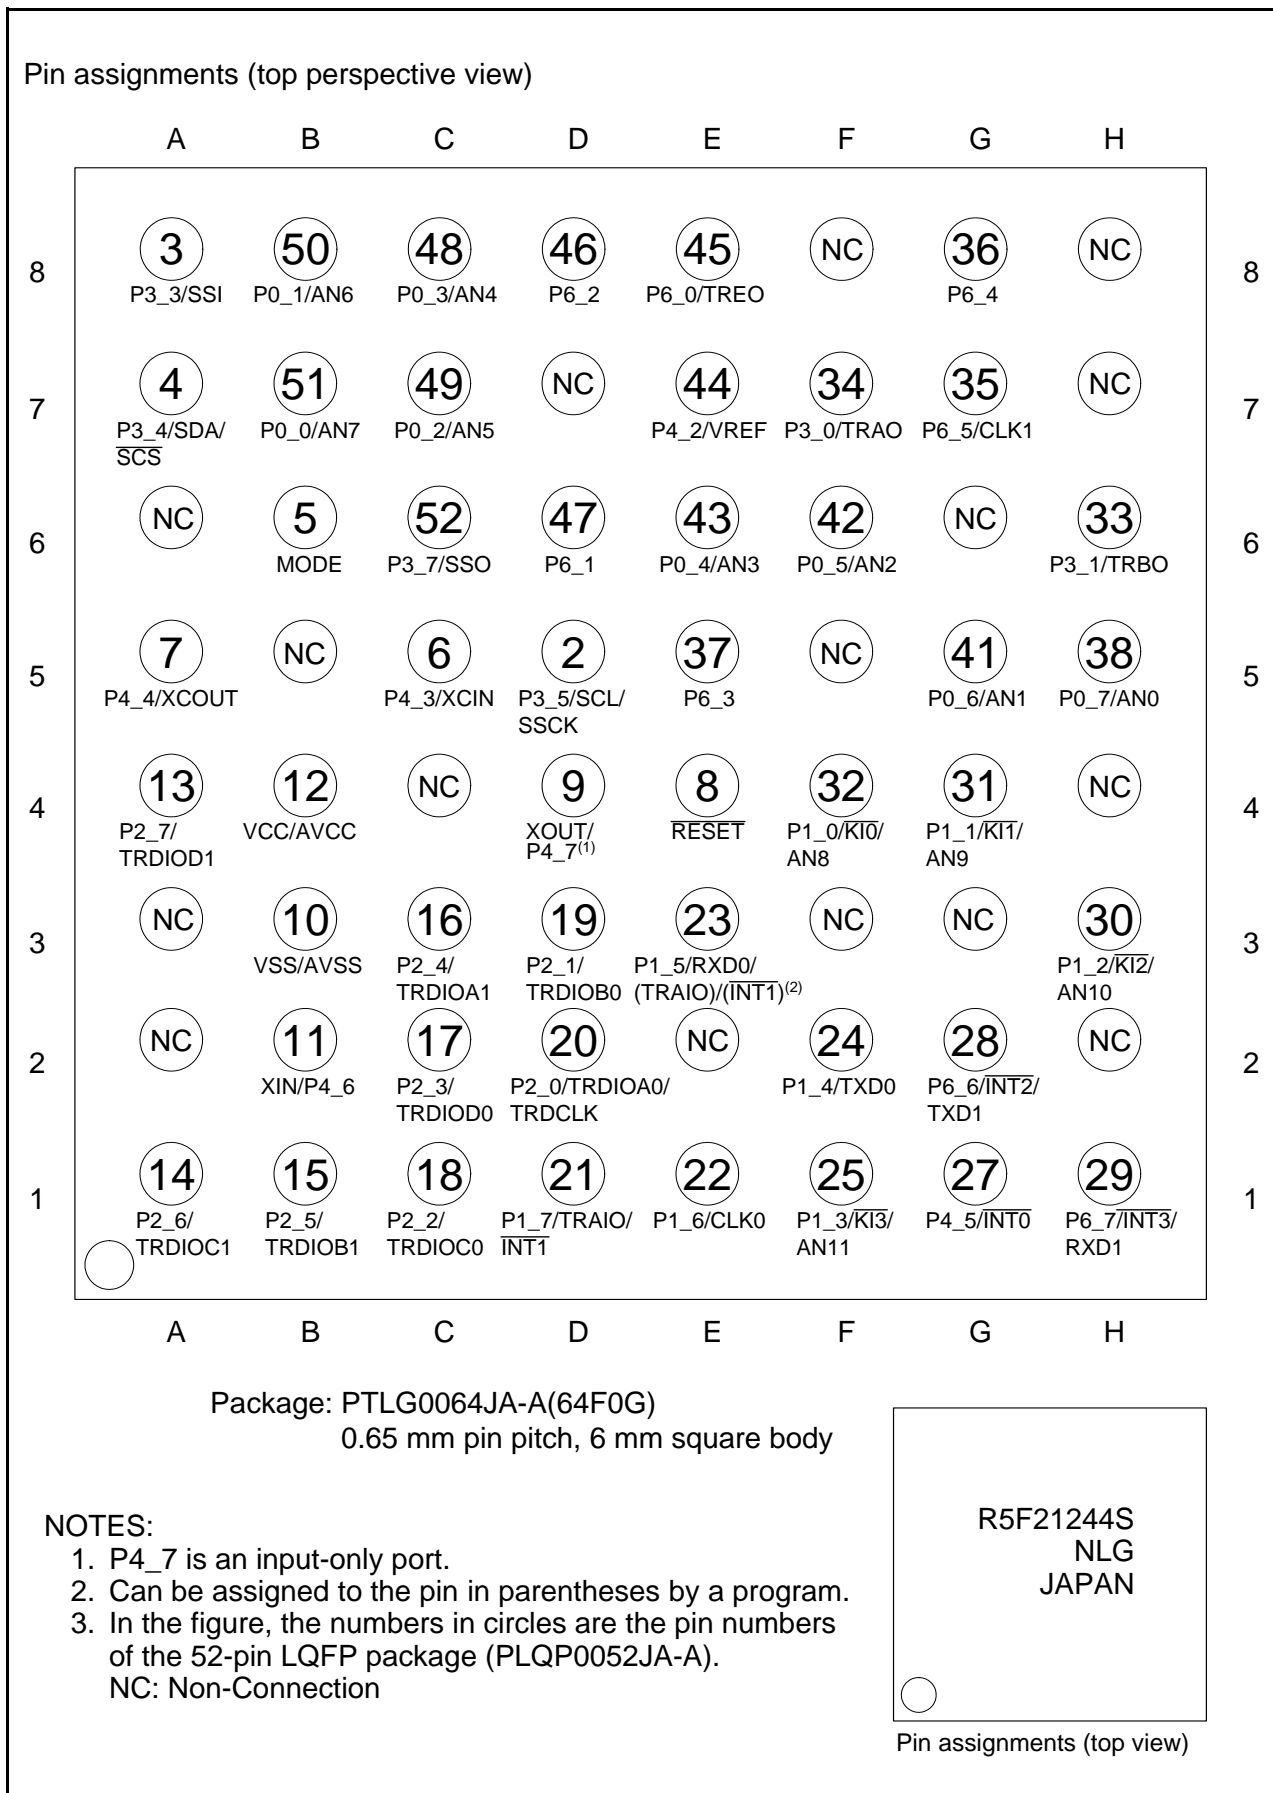 Pin assignments (top perspective view)
A B C D E F G H
8 3 50 48 46 45 NC 36 NC 8
P3_3/SSI P0_1/AN6 P0_3/AN4 P6_2 P6_0/TREO P6_4
7 4 51 49 NC 44 34 35 NC 7
P3_4/SDA/ P0_0/AN7 P0_2/AN5 P4_2/VREF P3_0/TRAO P6_5/CLK1
SCS
6 NC 5 52 47 43 42 NC 33 6
MODE P3_7/SSO P6_1 P0_4/AN3 P0_5/AN2 P3_1/TRBO
5 7 NC 6 2 37 NC 41 38 5
P4_4/XCOUT P4_3/XCIN P3_5/SCL/ P6_3 P0_6/AN1 P0_7/AN0
SSCK
4 13 12 NC 9 8 32 31 NC 4
P2_7/ VCC/AVCC XOUT/ RESET P1_0/KI0/ P1_1/KI1/
TRDIOD1 P4_7(1) AN8 AN9
3 NC 10 16 19 23 NC NC 30 3
VSS/AVSS P2_4/ P2_1/ P1_5/RXD0/ P1_2/KI2/
TRDIOA1 TRDIOB0 (TRAIO)/(INT1)(2) AN10
2 NC 11 17 20 NC 24 28 NC 2
XIN/P4_6 P2_3/ P2_0/TRDIOA0/ P1_4/TXD0 P6_6/INT2/
TRDIOD0 TRDCLK TXD1
1 14 15 18 21 22 25 27 29 1
P2_6/ P2_5/ P2_2/ P1_7/TRAIO/ P1_6/CLK0 P1_3/KI3/ P4_5/INT0 P6_7/INT3/
TRDIOC1 TRDIOB1 TRDIOC0 INT1 AN11 RXD1
A B C D E F G H
Package: PTLG0064JA-A(64F0G)
0.65 mm pin pitch, 6 mm square body
NOTES:
1. P4_7 is an input-only port.
2. Can be assigned to the pin in parentheses by a program.
3. In the figure, the numbers in circles are the pin numbers
of the 52-pin LQFP package (PLQP0052JA-A).
NC: Non-Connection
R5F21244S
NLG
JAPAN
Pin assignments (top view)